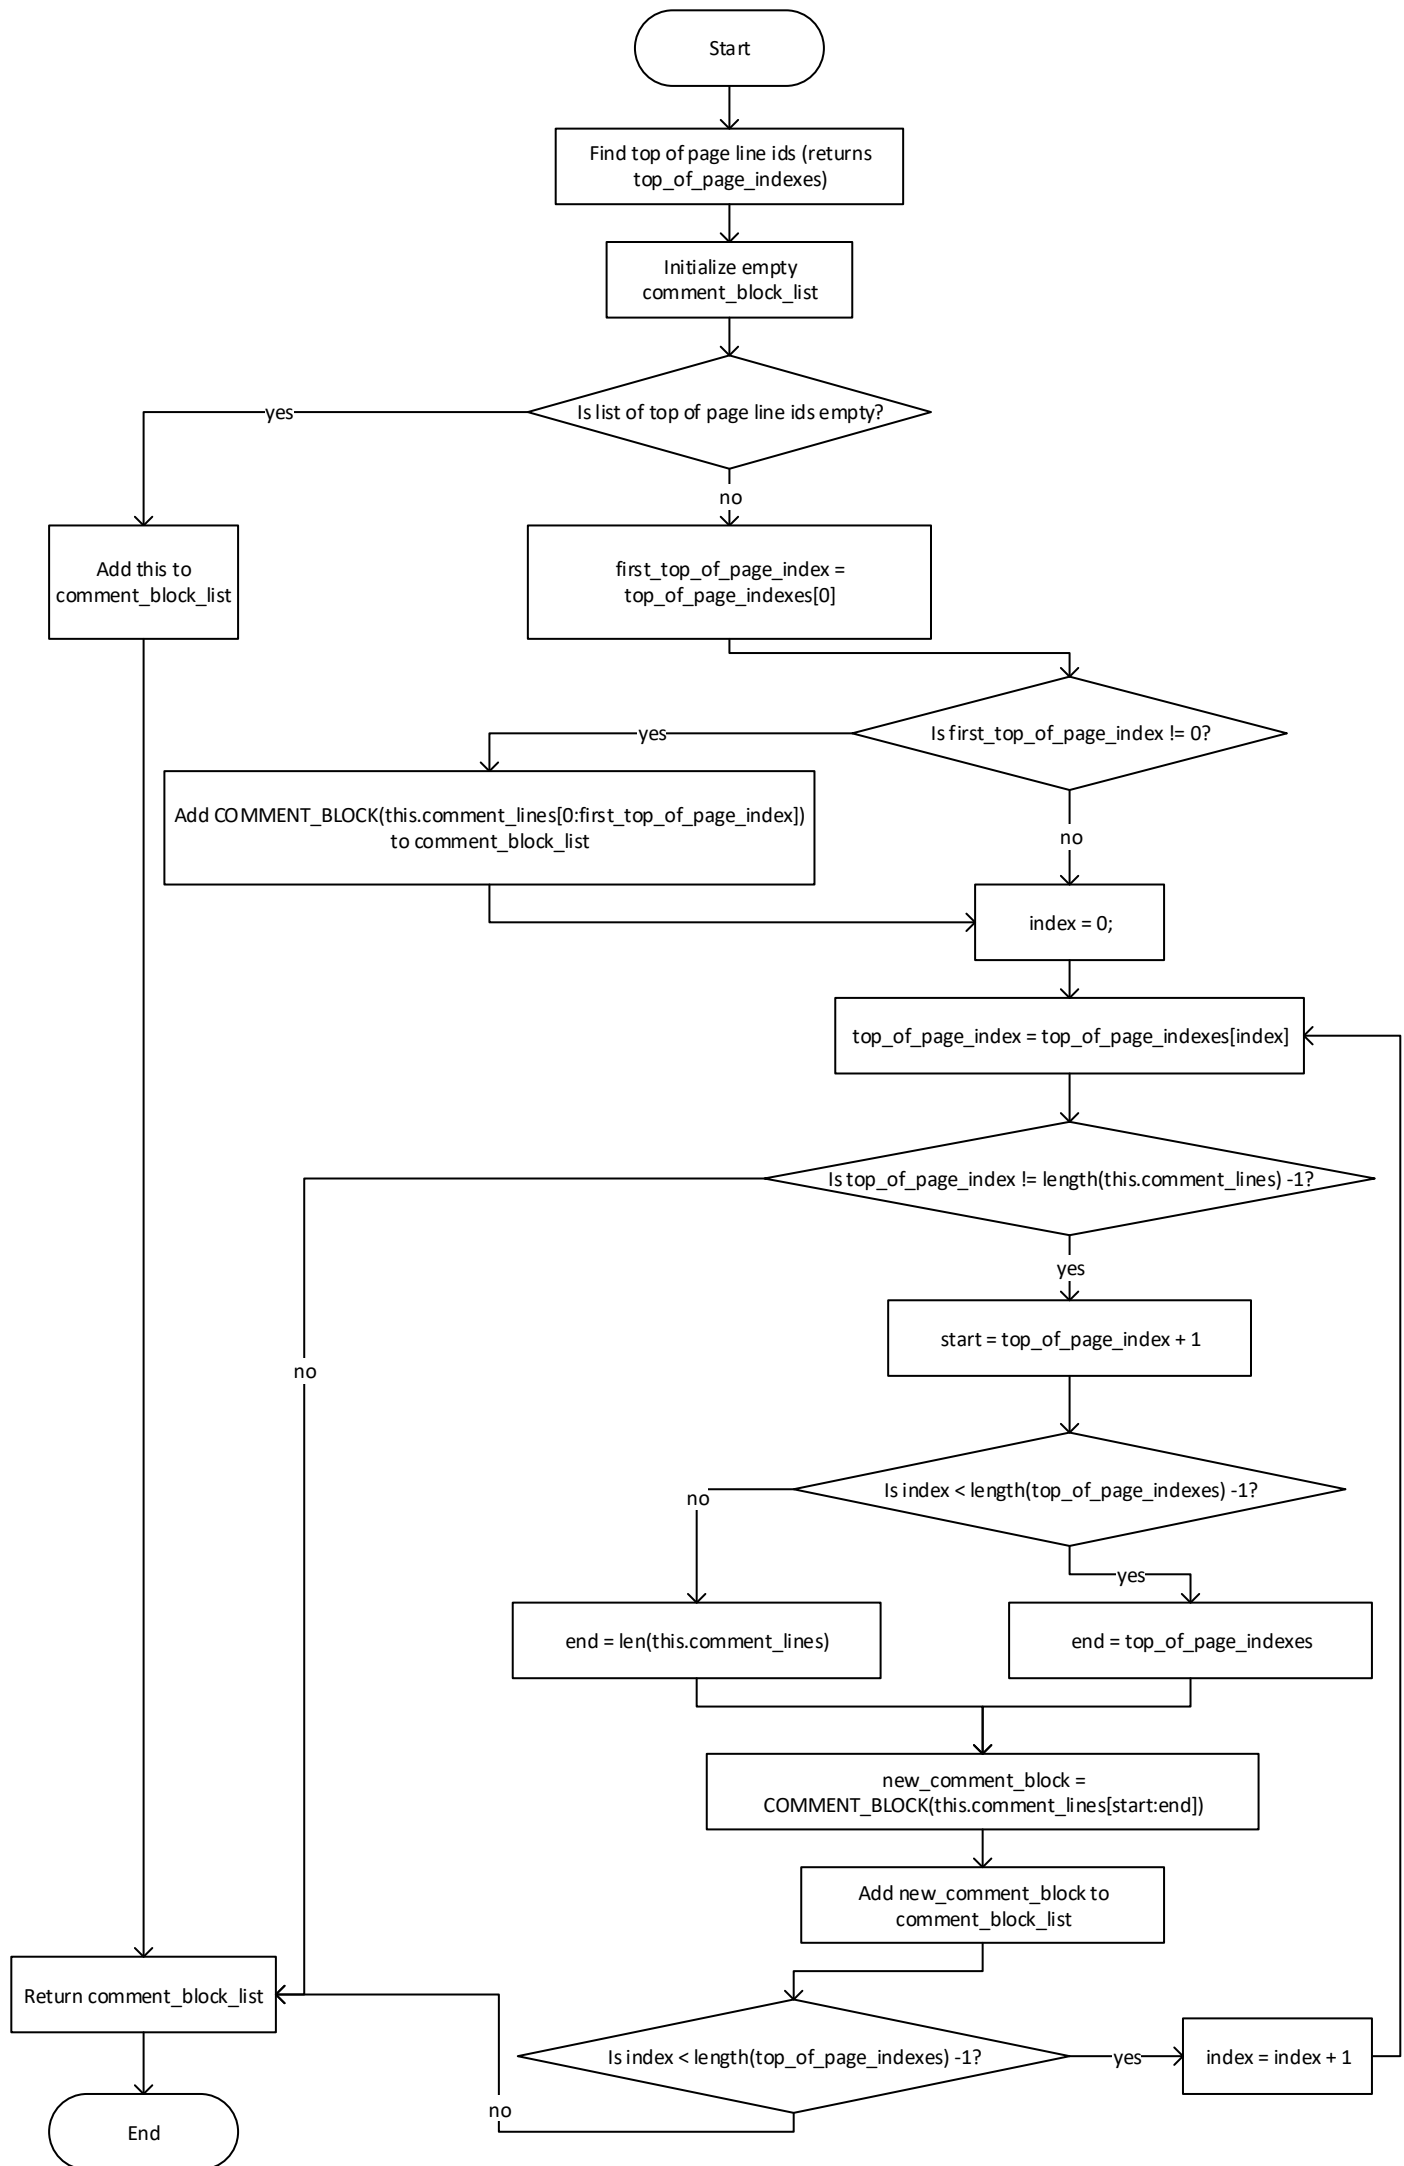 Start
Find top of page line ids (returns
top_of_page_indexes)
Initialize empty
comment_block_list
Is list of top of page line ids empty?
yes
no
Add this to
comment_block_list
first_top_of_page_index =
top_of_page_indexes[0]
Is first_top_of_page_index != 0?
yes
no
Add COMMENT_BLOCK(this.comment_lines[0:first_top_of_page_index])
to comment_block_list
index = 0;
top_of_page_index = top_of_page_indexes[index]
Is top_of_page_index != length(this.comment_lines) -1?
yes
no
start = top_of_page_index + 1
Is index < length(top_of_page_indexes) -1?
no
yes
end = len(this.comment_lines)
end = top_of_page_indexes
new_comment_block =
COMMENT_BLOCK(this.comment_lines[start:end])
Add new_comment_block to
comment_block_list
Return comment_block_list
Is index < length(top_of_page_indexes) -1?
yes
index = index + 1
no
End